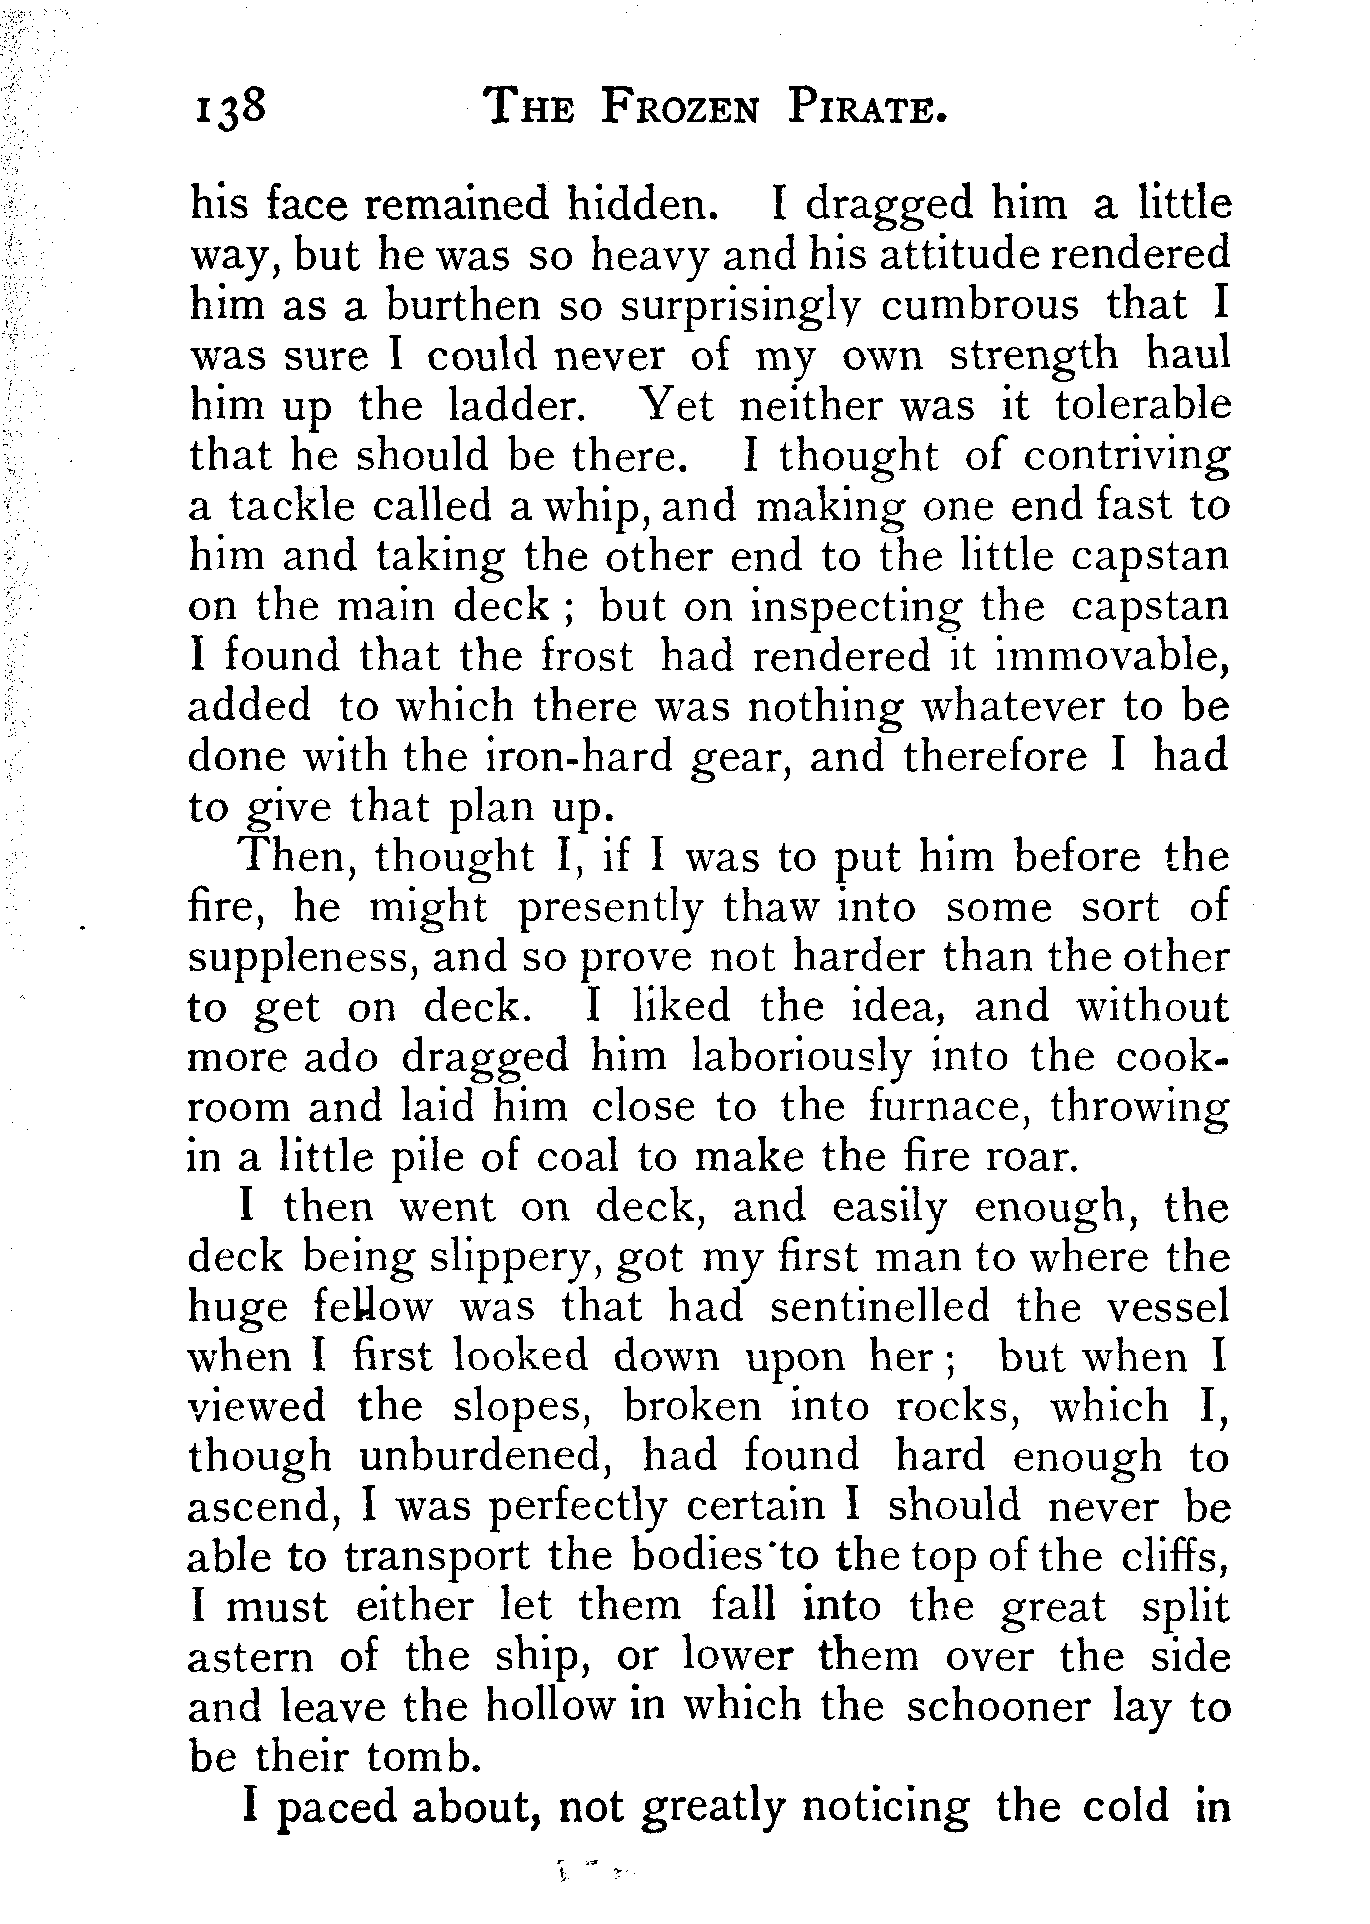 138 THE FROZEN PIRATE.
his face remained hidden. I dragged him a little
way, but he was so heavy and his attitude rendered
him as a burthen so surprisingly cumbrous that I
was sure I could never of my own strength haul
him up the ladder. Yet neither was it tolerable
that he should be there. I thought of contriving
a tackle called a whip, and making one end fast to
him and taking the other end to the little capstan
on the main deck ; but on inspecting the capstan
I found that the frost had rendered it immovable,
added to which there was nothing whatever to be
done with the iron-hard gear, and therefore I had
to give that plan up.
Then, thought I, if I was to put him before the
fire, he might presently thaw into some sort of
suppleness, and so prove not harder than the other
to get on deck. I liked the idea, and without
more ado dragged him laboriously into the cook-
room and laid him close to the furnace, throwing
in a little pile of coal to make the fire roar.
I then went on deck, and easily enough, the
deck being slippery, got my first man to where the
huge fellow was that had sentinelled the vessel
when I first looked down upon her ; but when I
viewed the slopes, broken into rocks, which I,
though unburdened, had found hard enough to
ascend, I was perfectly certain I should never be
able to transport the bodies to the top of the cliffs,
I must either let them fall into the great split
astern of the ship, or lower them over the side
and leave the hollow in which the schooner lay to
be their tomb.
I paced about, not greatly noticing the cold in